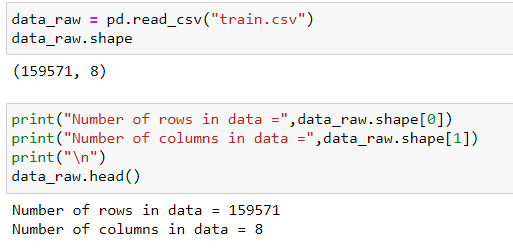 data_raw = pd.read_csv("train.csv")
data_raw.shape
(159571, 8)
print("Number of rows in data =",data_raw.shape[0])
print("Number of columns in data =",data_raw.shape[1])
print("\n")
data_raw.head()
Number of rows in data = 159571
Number of columns in data = 8